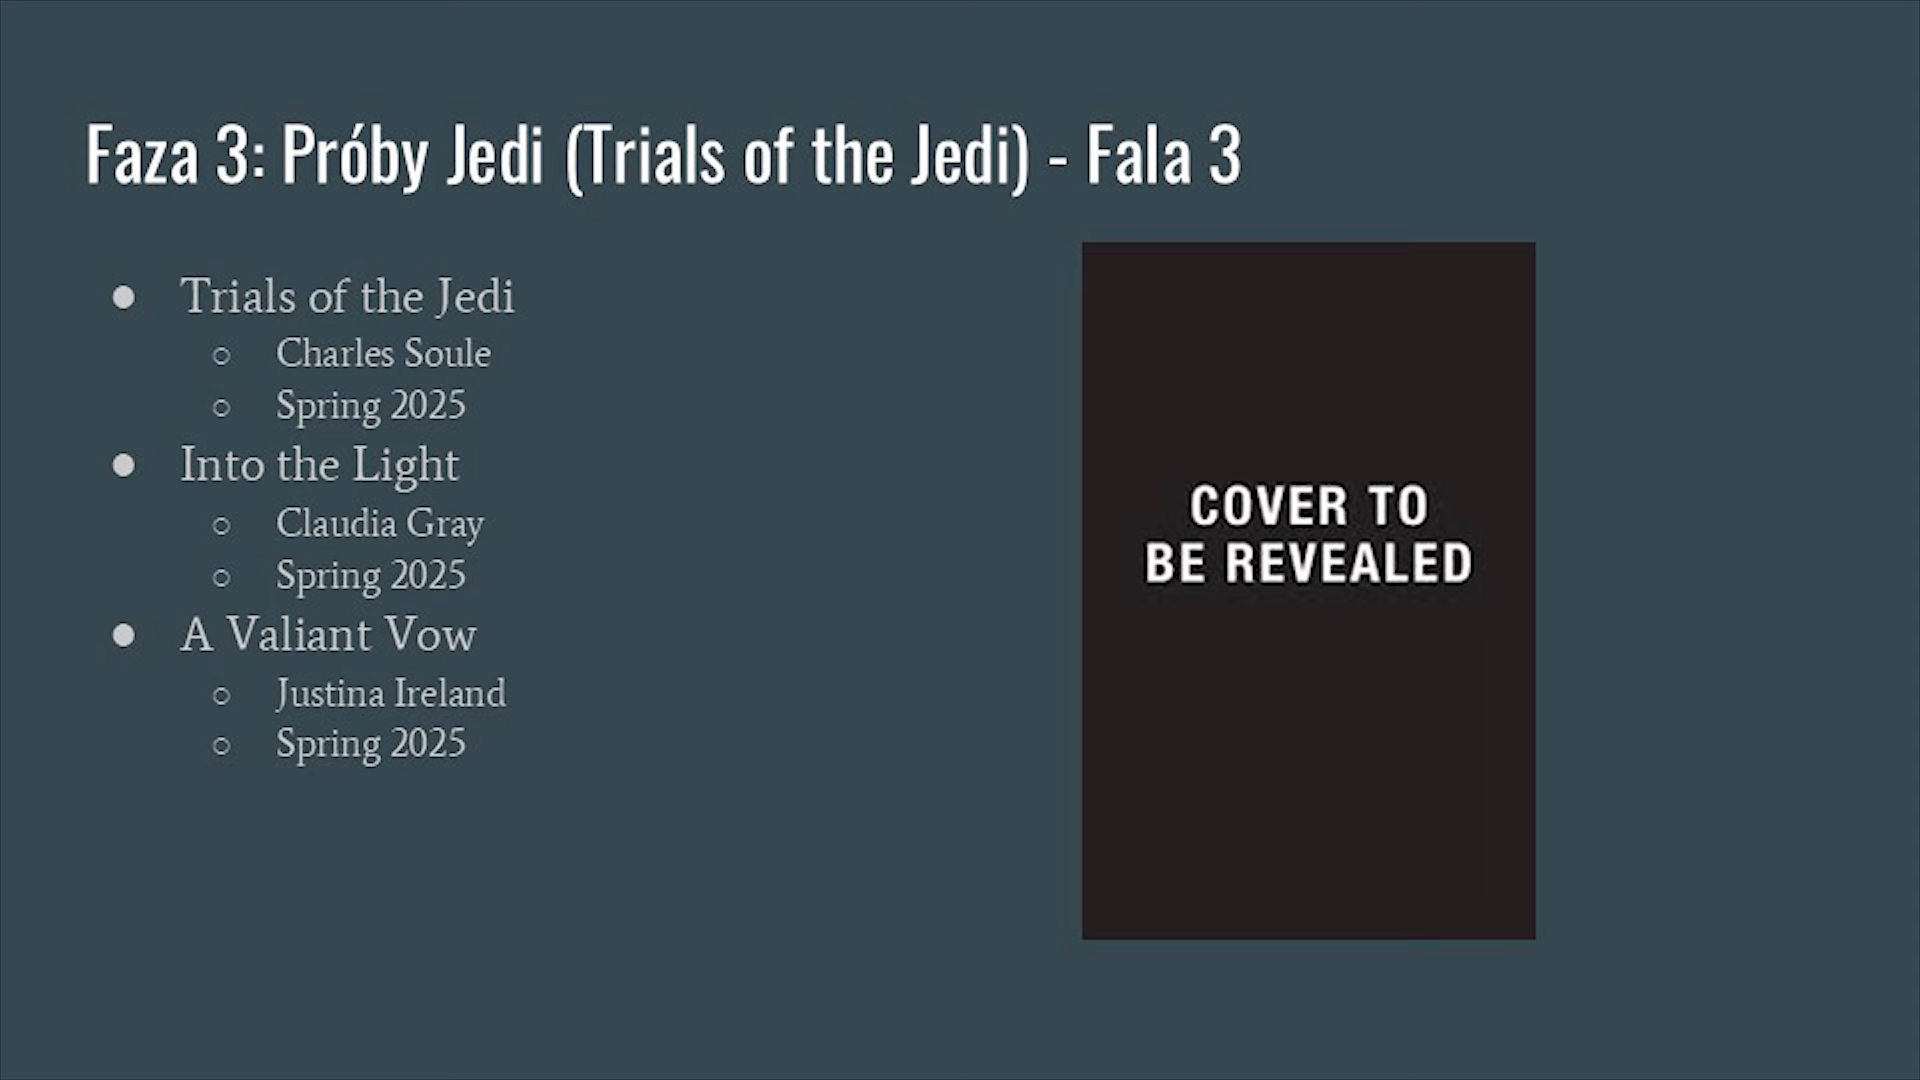 Faza 3: Próby Jedi (Trials of the Jedi) - Fala 3
● Trials of the Jedi
○ Charles Soule
○ Spring 2025
● Into the Light
○ Claudia Gray
○ Spring 2025
● A Valiant Vow
○ Justina Ireland
○ Spring 2025
COVER TO
BE REVEALED